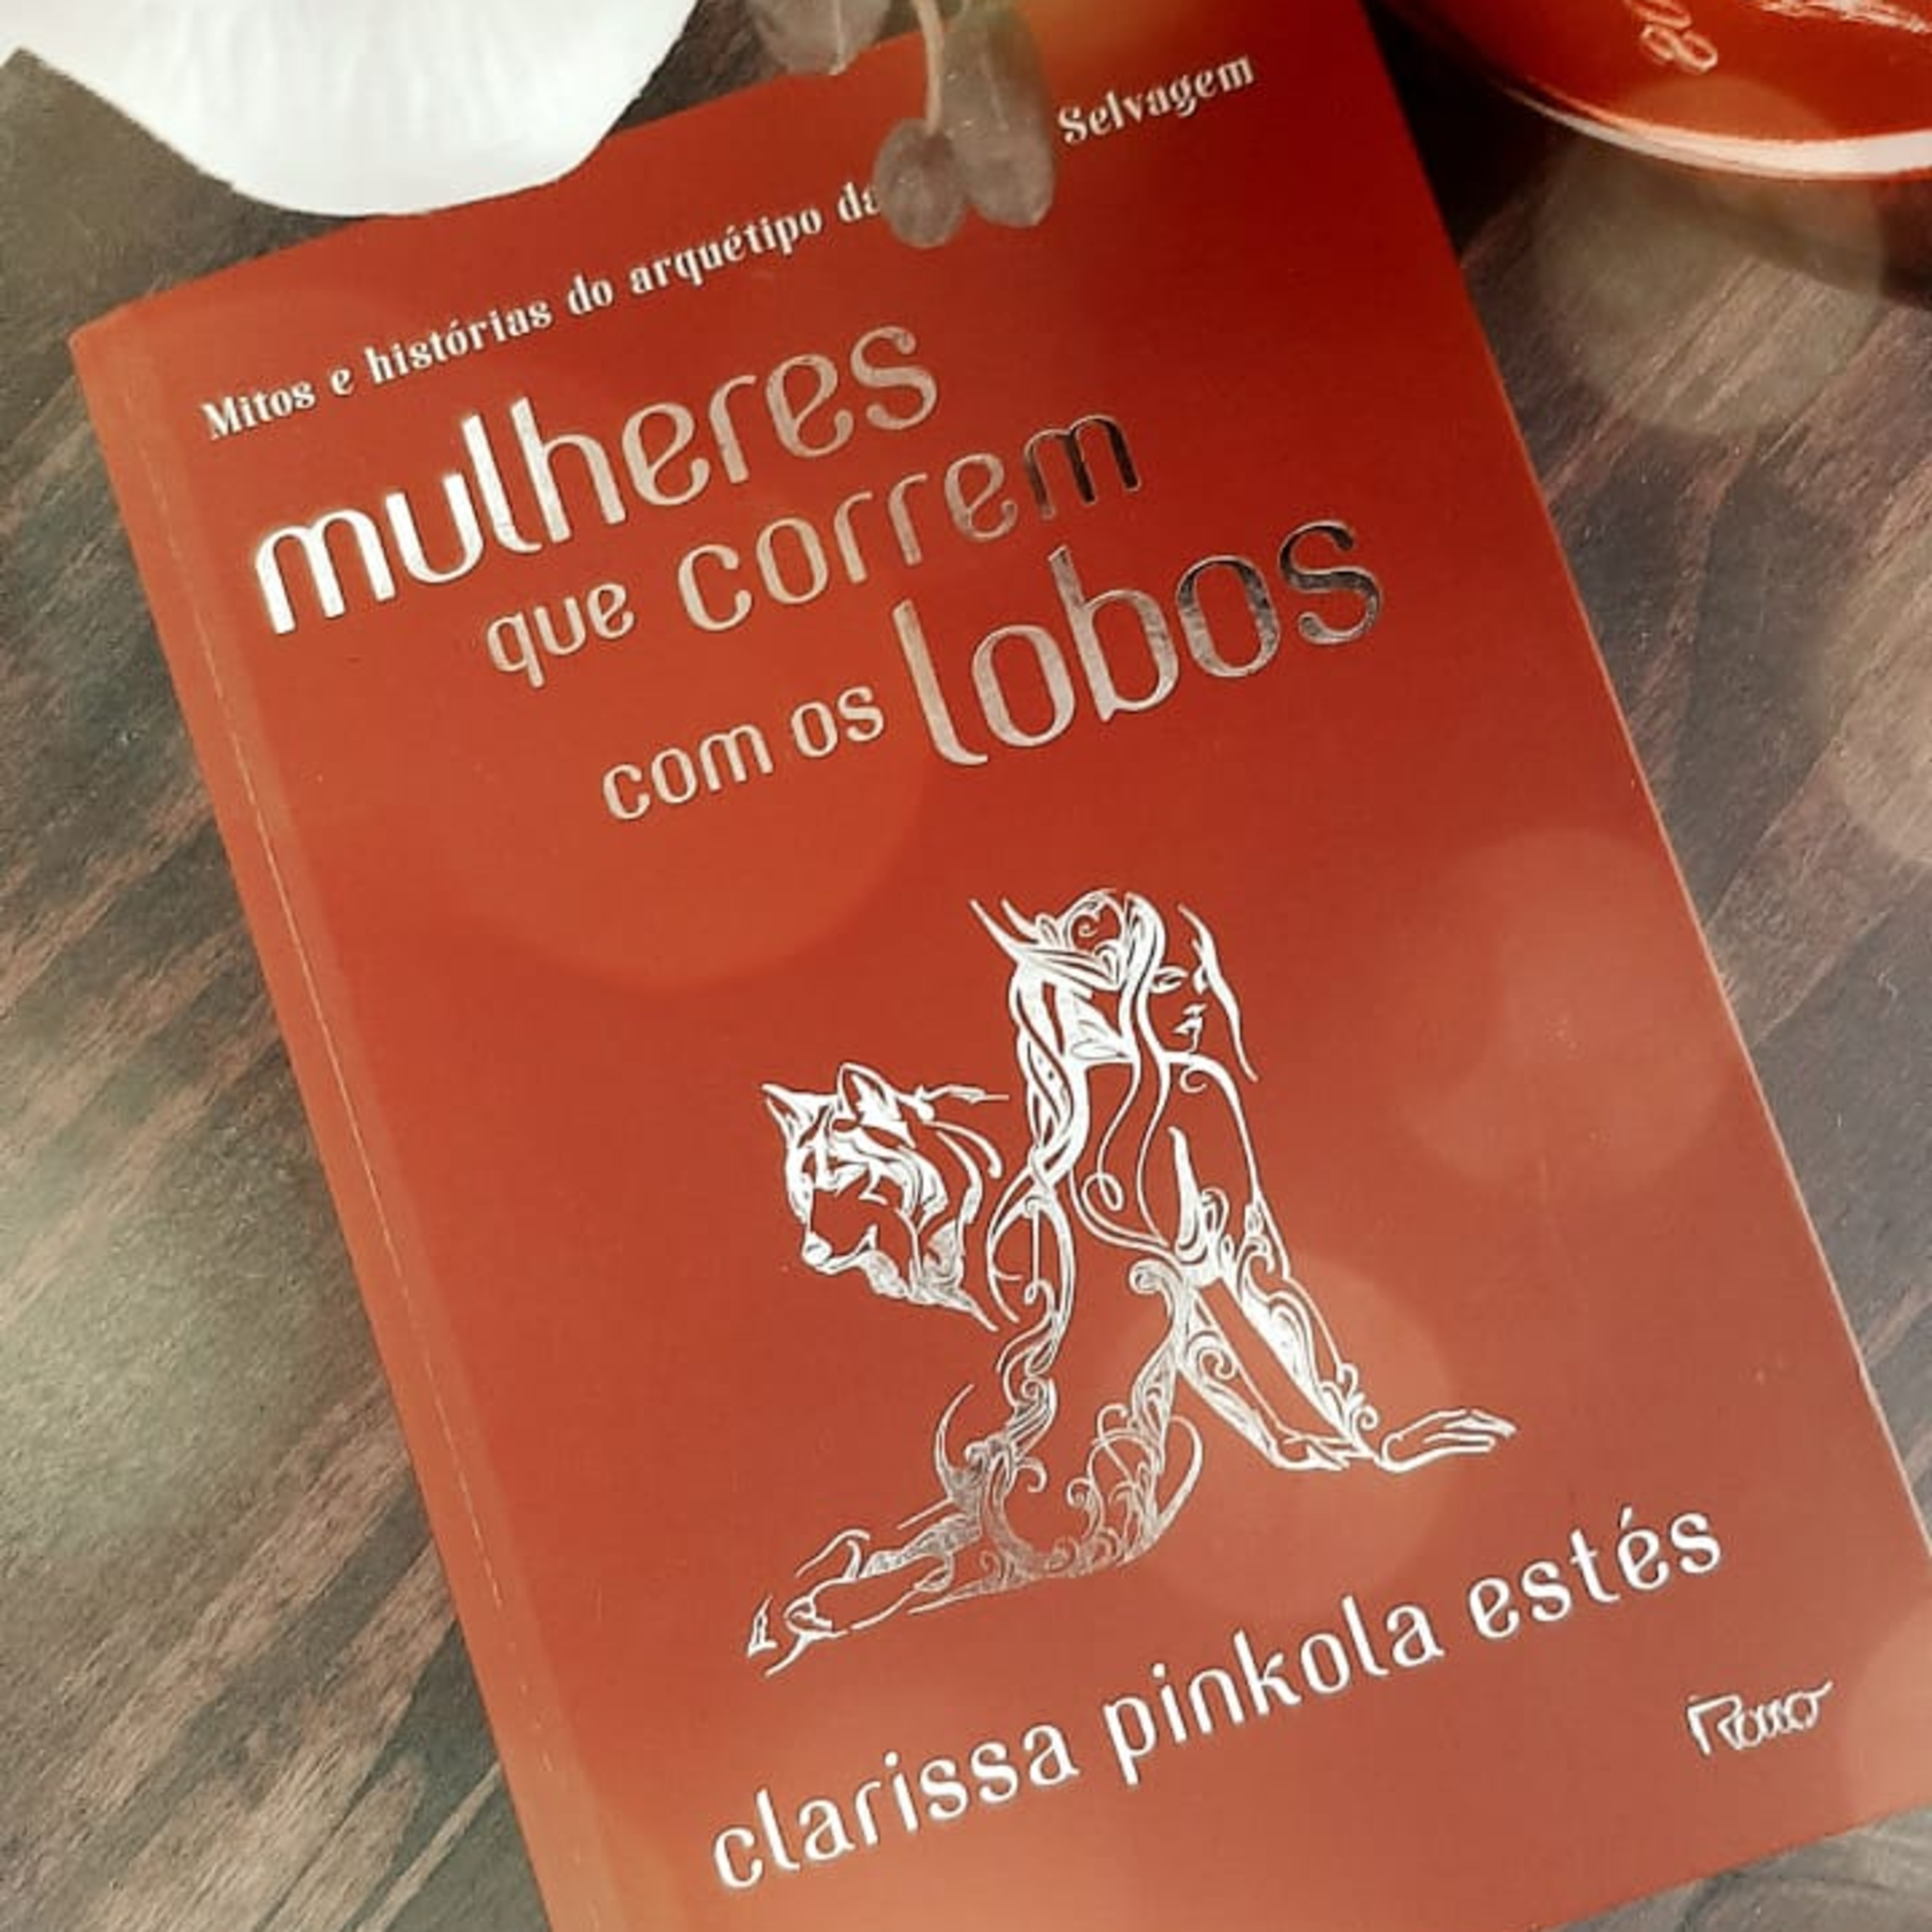 Mitos e histórias do arquétipo da Selvagem
mulheres
que correm
com os lobos
clarissa pinkola estés
Rocco